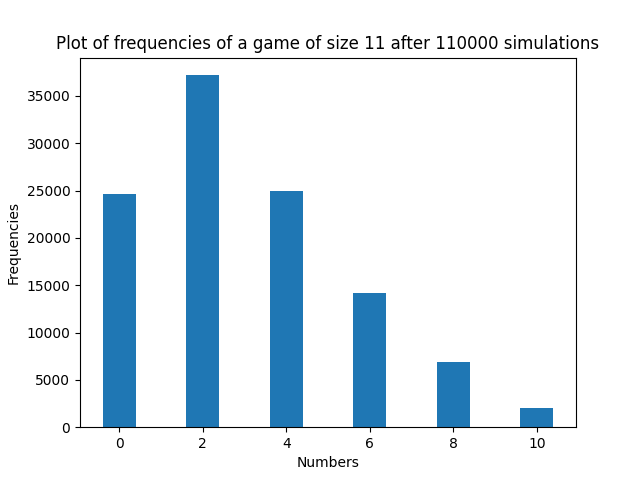 Plot of frequencies of a game of size 11 after 110000 simulations
35000
30000
25000
20000
15000
10000
5000
0
Frequencies
0 2 4 6 8 10
Numbers